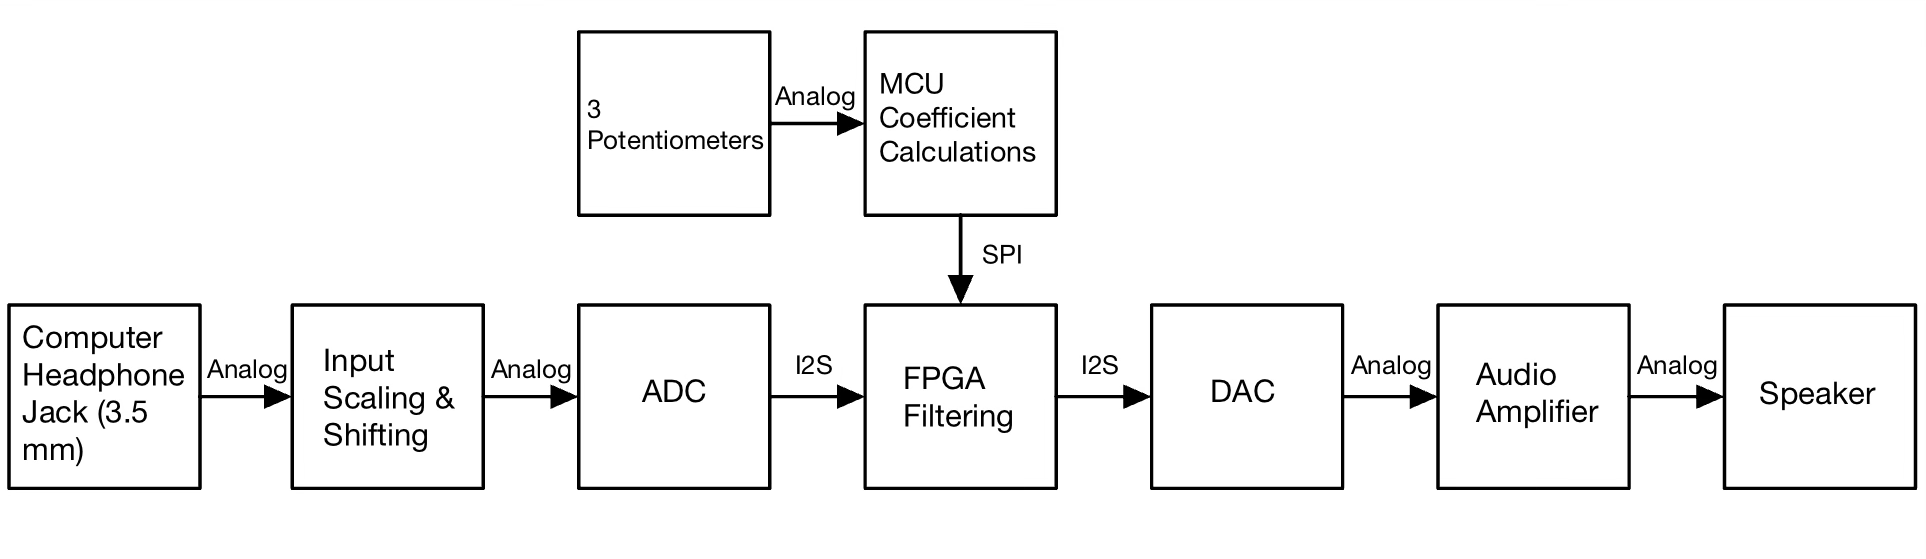 3
Potentiometers
Analog
MCU
Coefficient
Calculations
SPI
Computer
Headphone
Jack (3.5
mm)
Analog
Input
Scaling &
Shifting
Analog
ADC
I2S
FPGA
Filtering
I2S
DAC
Analog
Audio
Amplifier
Analog
Speaker